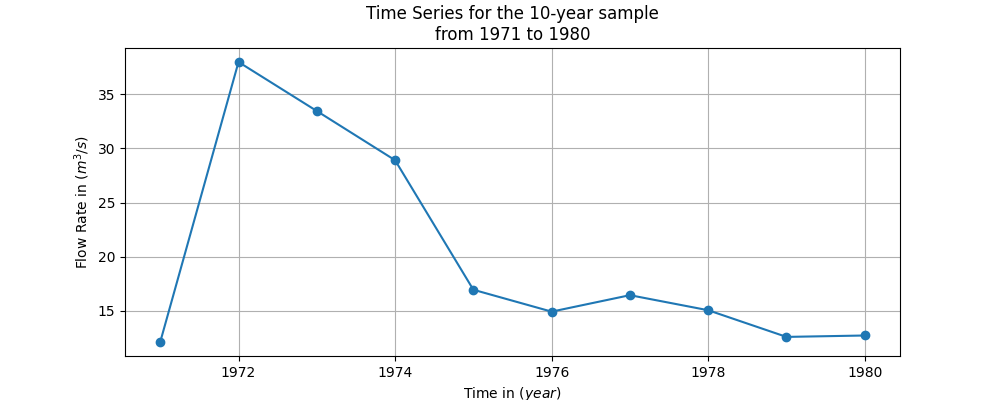 Time Series for the 10-year sample
from 1971 to 1980
Flow Rate in (m³/s)
35
30
25
20
15
1972 1974 1976 1978 1980
Time in (year)